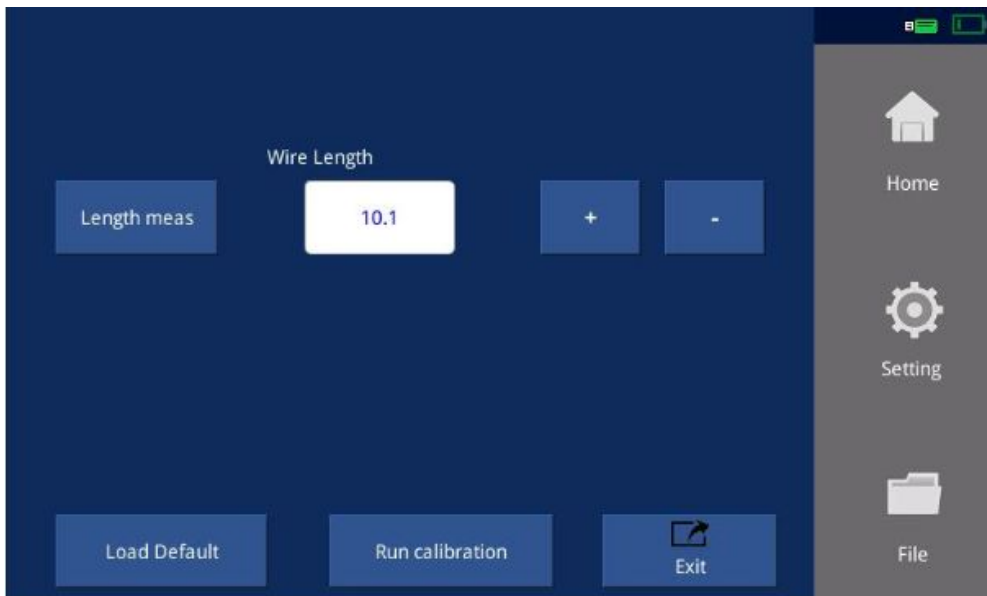 Wire Length
Length meas
10.1
+
-
Load Default
Run calibration
Exit
Home
Setting
File